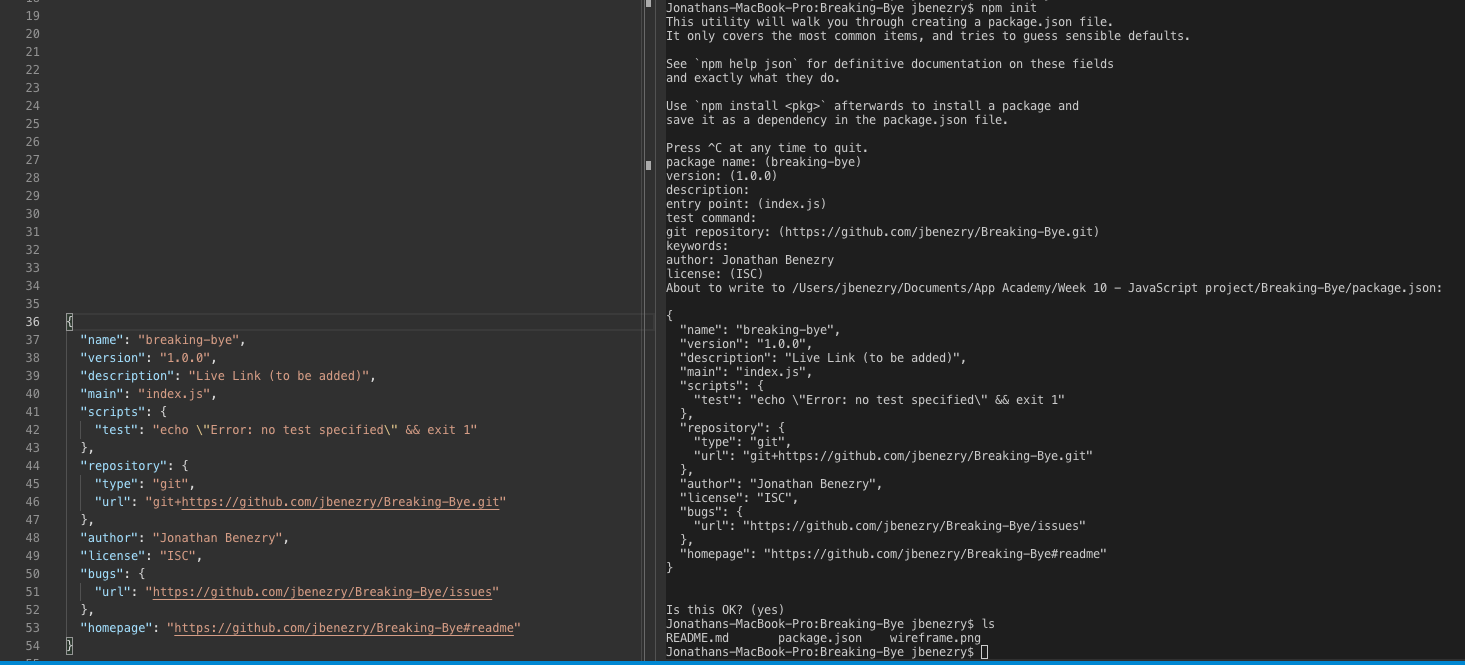 18
19
20
21
22
23
24
25
26
27
28
29
30
31
32
33
34
35
36 {
37 "name": "breaking-bye",
38 "version": "1.0.0",
39 "description": "Live Link (to be added)",
40 "main": "index.js",
41 "scripts": {
42 "test": "echo \"Error: no test specified\" && exit 1"
43 },
44 "repository": {
45 "type": "git",
46 "url": "git+https://github.com/jbenezry/Breaking-Bye.git"
47 },
48 "author": "Jonathan Benezry",
49 "license": "ISC",
50 "bugs": {
51 "url": "https://github.com/jbenezry/Breaking-Bye/issues"
52 },
53 "homepage": "https://github.com/jbenezry/Breaking-Bye#readme"
54 }
55
Jonathans-MacBook-Pro:Breaking-Bye jbenezry$ npm init
This utility will walk you through creating a package.json file.
It only covers the most common items, and tries to guess sensible defaults.
See `npm help json` for definitive documentation on these fields
and exactly what they do.
Use `npm install <pkg>` afterwards to install a package and
save it as a dependency in the package.json file.
Press ^C at any time to quit.
package name: (breaking-bye)
version: (1.0.0)
description:
entry point: (index.js)
test command:
git repository: (https://github.com/jbenezry/Breaking-Bye.git)
keywords:
author: Jonathan Benezry
license: (ISC)
About to write to /Users/jbenezry/Documents/App Academy/Week 10 - JavaScript project/Breaking-Bye/package.json:
{
"name": "breaking-bye",
"version": "1.0.0",
"description": "Live Link (to be added)",
"main": "index.js",
"scripts": {
"test": "echo \"Error: no test specified\" && exit 1"
},
"repository": {
"type": "git",
"url": "git+https://github.com/jbenezry/Breaking-Bye.git"
},
"author": "Jonathan Benezry",
"license": "ISC",
"bugs": {
"url": "https://github.com/jbenezry/Breaking-Bye/issues"
},
"homepage": "https://github.com/jbenezry/Breaking-Bye#readme"
}
Is this OK? (yes)
Jonathans-MacBook-Pro:Breaking-Bye jbenezry$ ls
README.md package.json wireframe.png
Jonathans-MacBook-Pro:Breaking-Bye jbenezry$